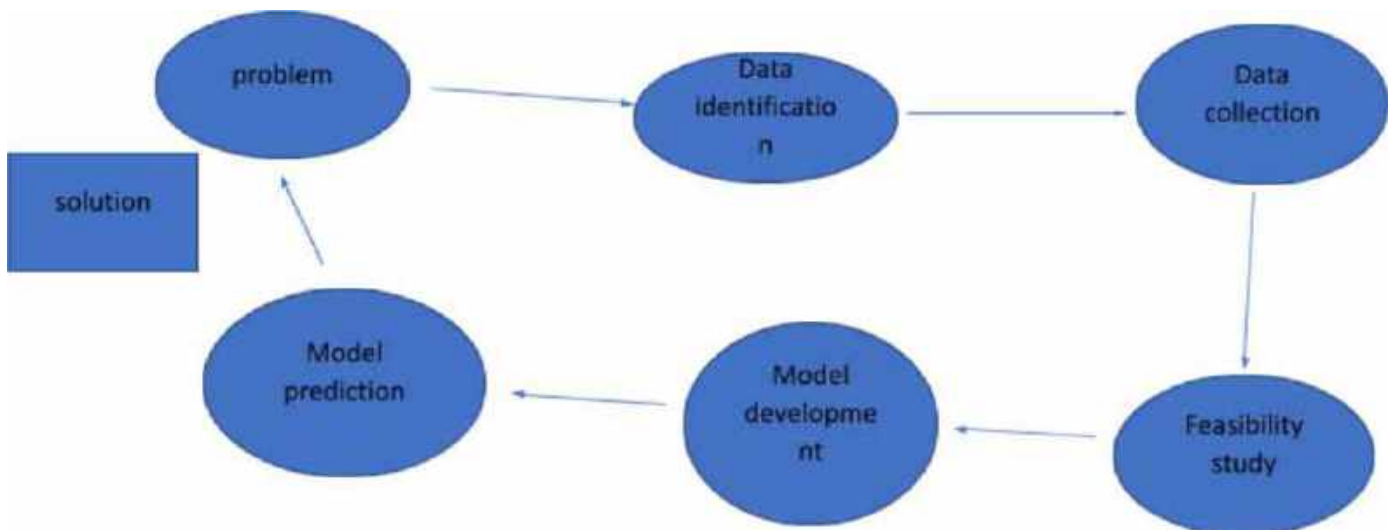 problem
Data
identificatio
n
Data
collection
solution
Model
prediction
Model
developme
nt
Feasibility
study